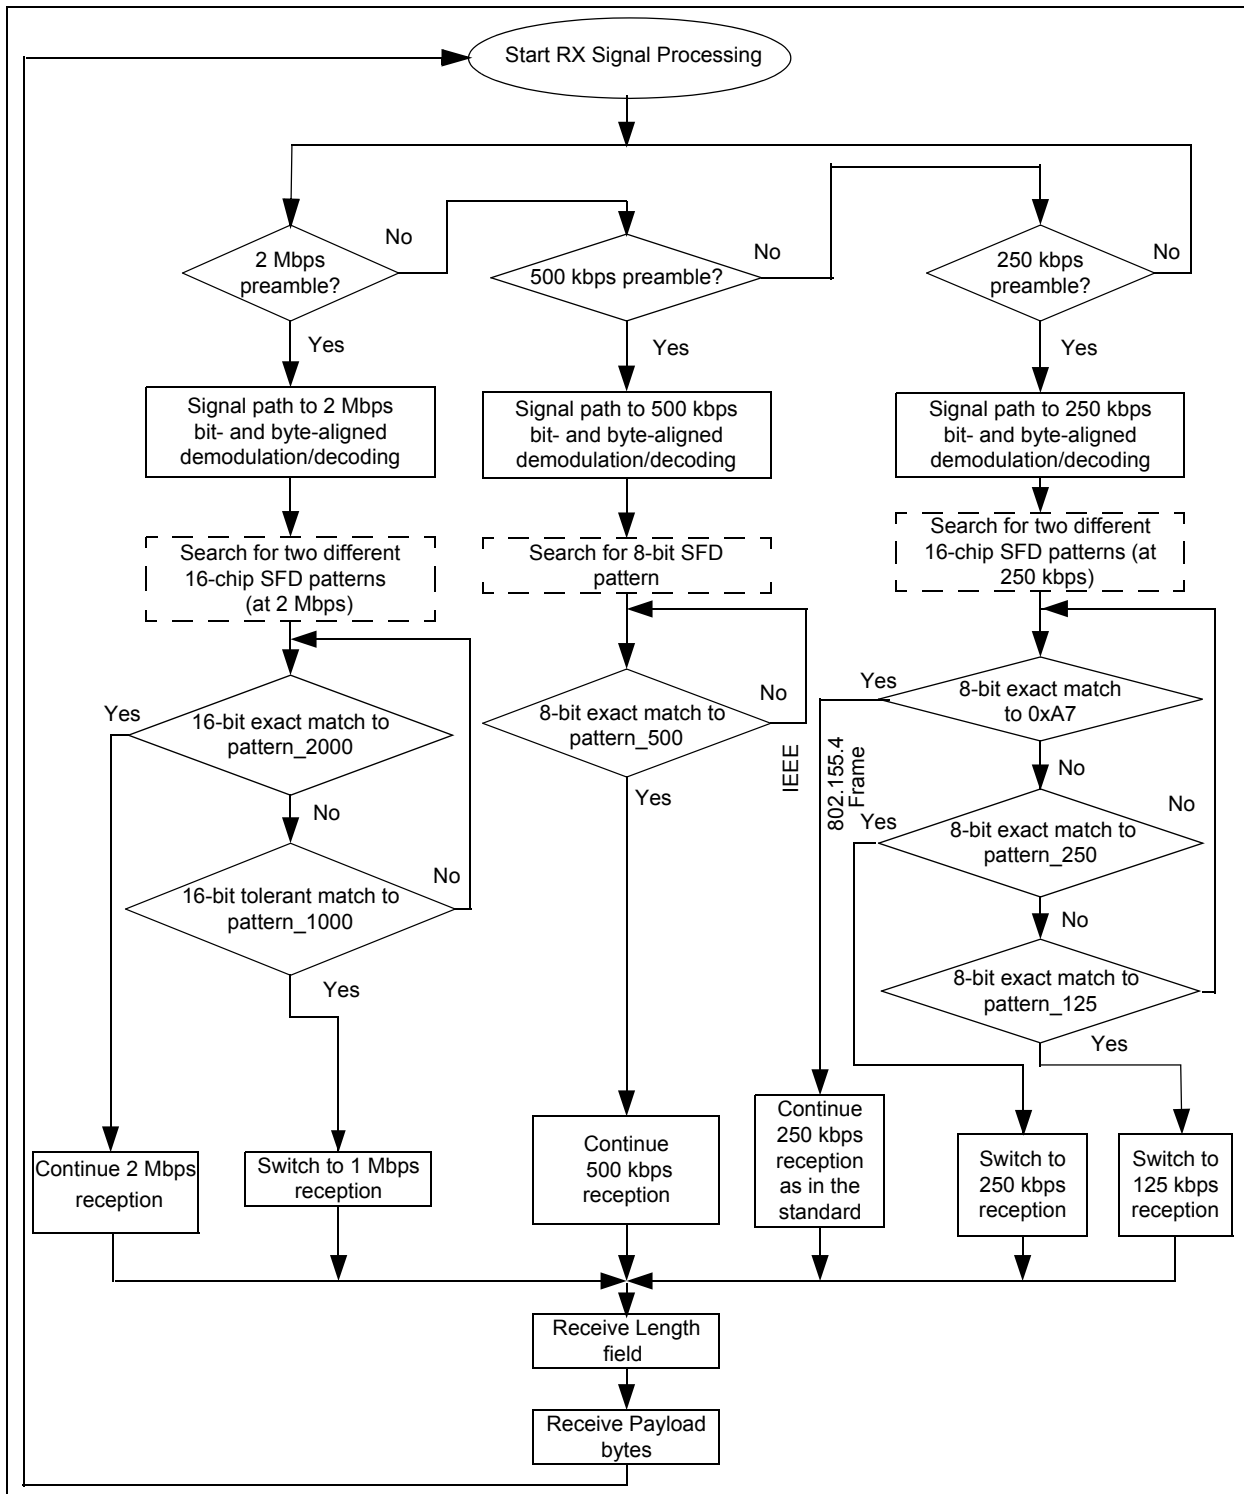 Start RX Signal Processing
2 Mbps
preamble?
No
500 kbps preamble?
No
250 kbps
preamble?
No
Yes
Yes
Yes
Signal path to 2 Mbps
bit- and byte-aligned
demodulation/decoding
Signal path to 500 kbps
bit- and byte-aligned
demodulation/decoding
Signal path to 250 kbps
bit- and byte-aligned
demodulation/decoding
Search for two different
16-chip SFD patterns
(at 2 Mbps)
Search for 8-bit SFD
pattern
Search for two different
16-chip SFD patterns (at
250 kbps)
Yes
16-bit exact match to
pattern_2000
No
8-bit exact match to
pattern_500
No
Yes
Yes
8-bit exact match
to 0xA7
IEEE
802.155.4
Frame
No
No
Yes
8-bit exact match to
pattern_250
16-bit tolerant match to
pattern_1000
No
Yes
No
8-bit exact match to
pattern_125
Yes
Continue 2 Mbps
reception
Switch to 1 Mbps
reception
Continue
500 kbps
reception
Continue
250 kbps
reception
as in the
standard
Switch to
250 kbps
reception
Switch to
125 kbps
reception
Receive Length
field
Receive Payload
bytes